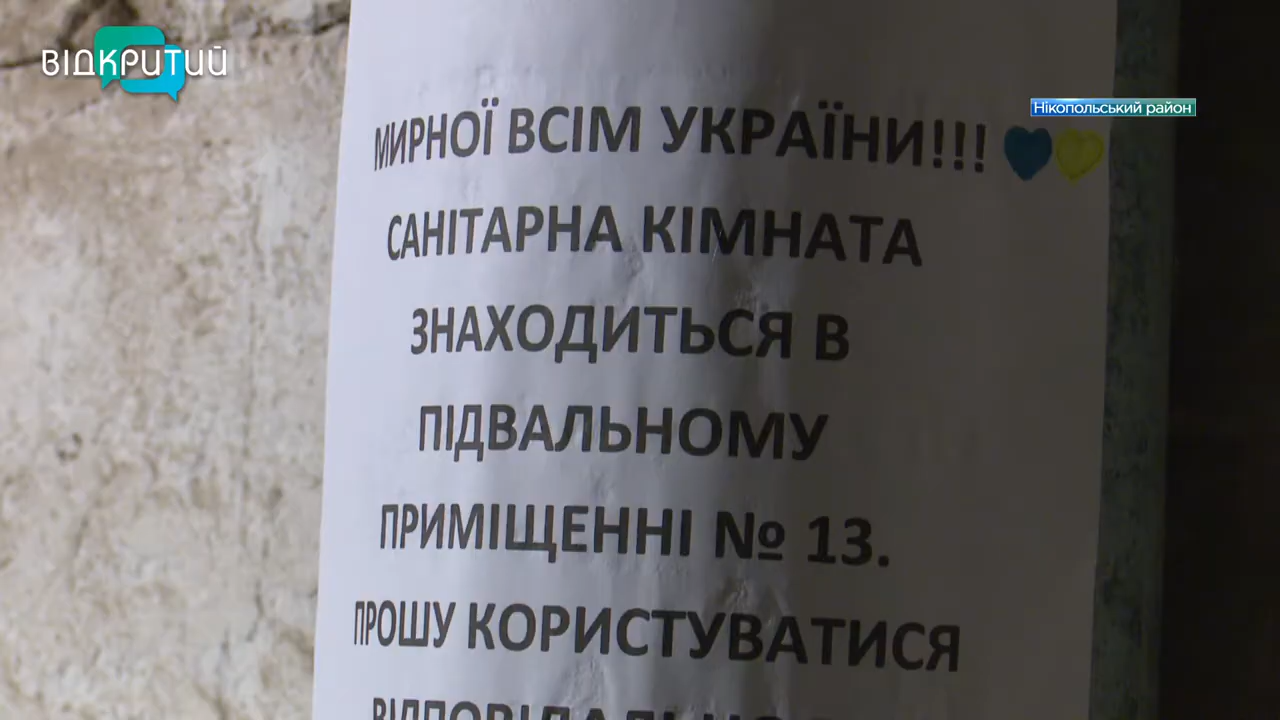 ВІДКРИТИЙ
Нікопольський район
МИРНОЇ ВСІМ УКРАЇНИ!!!
САНІТАРНА КІМНАТА
ЗНАХОДИТЬСЯ В
ПІДВАЛЬНОМУ
ПРИМІЩЕННІ № 13.
ПРОШУ КОРИСТУВАТИСЯ